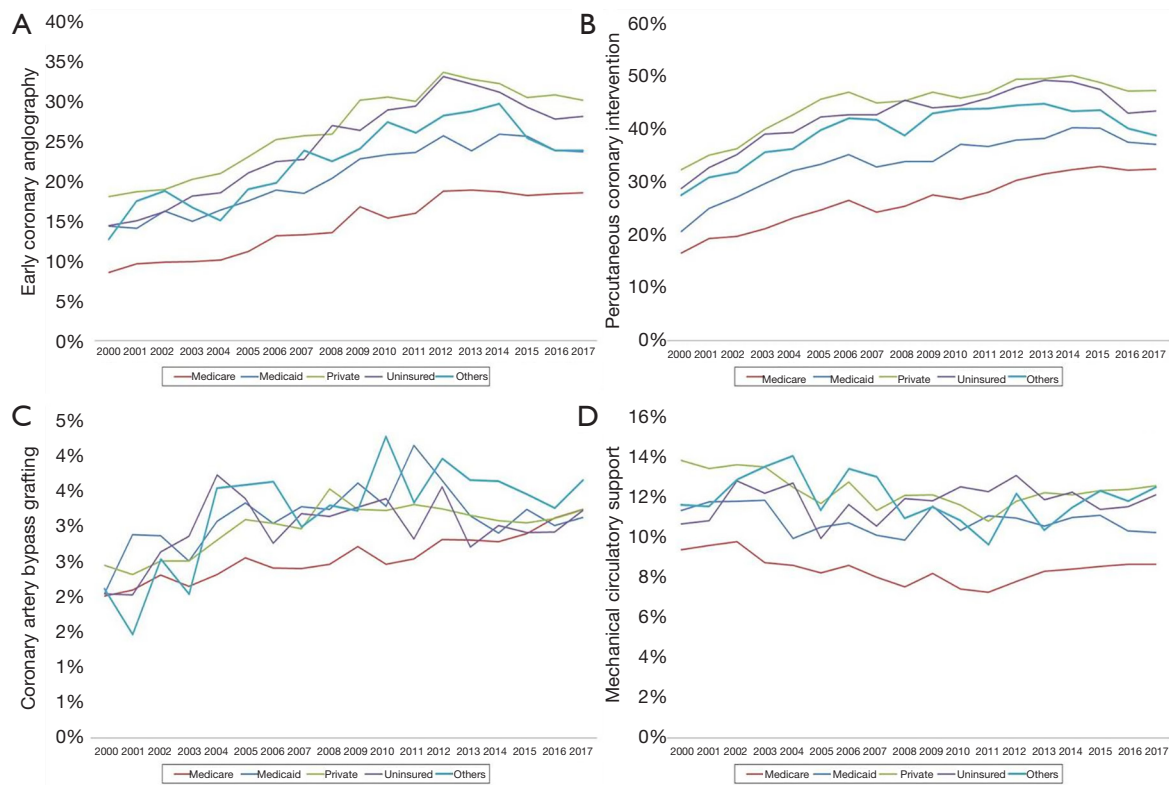 A
Early coronary anglography
40%
35%
30%
25%
20%
15%
10%
5%
0%
2000 2001 2002 2003 2004 2005 2006 2007 2008 2009 2010 2011 2012 2013 2014 2015 2016 2017
Medicare Medicaid Private Uninsured Others
B
Percutaneous coronary intervention
60%
50%
40%
30%
20%
10%
0%
2000 2001 2002 2003 2004 2005 2006 2007 2008 2009 2010 2011 2012 2013 2014 2015 2016 2017
Medicare Medicaid Private Uninsured Others
C
Coronary artery bypass grafting
5%
4%
4%
3%
3%
2%
2%
1%
1%
0%
2000 2001 2002 2003 2004 2005 2006 2007 2008 2009 2010 2011 2012 2013 2014 2015 2016 2017
Medicare Medicaid Private Uninsured Others
D
Mechanical circulatory support
16%
14%
12%
10%
8%
6%
4%
2%
0%
2000 2001 2002 2003 2004 2005 2006 2007 2008 2009 2010 2011 2012 2013 2014 2015 2016 2017
Medicare Medicaid Private Uninsured Others